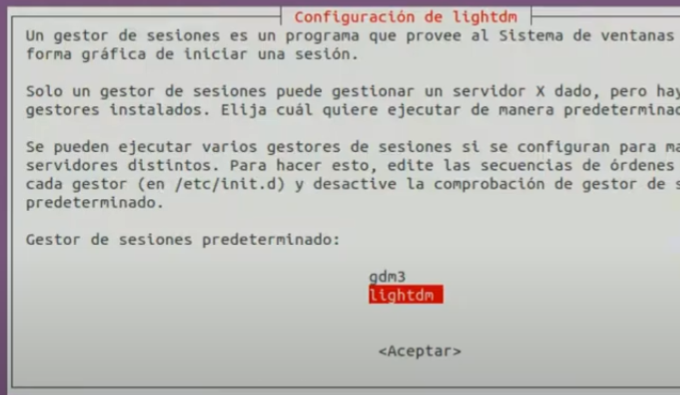 Configuración de lightdm
Un gestor de sesiones es un programa que provee al Sistema de ventanas
forma gráfica de iniciar una sesión.
Solo un gestor de sesiones puede gestionar un servidor X dado, pero hay
gestores instalados. Elija cuál quiere ejecutar de manera predeterminad
Se pueden ejecutar varios gestores de sesiones si se configuran para ma
servidores distintos. Para hacer esto, edite las secuencias de órdenes
cada gestor (en /etc/init.d) y desactive la comprobación de gestor de s
predeterminado.
Gestor de sesiones predeterminado:
gdm3
lightdm
<Aceptar>